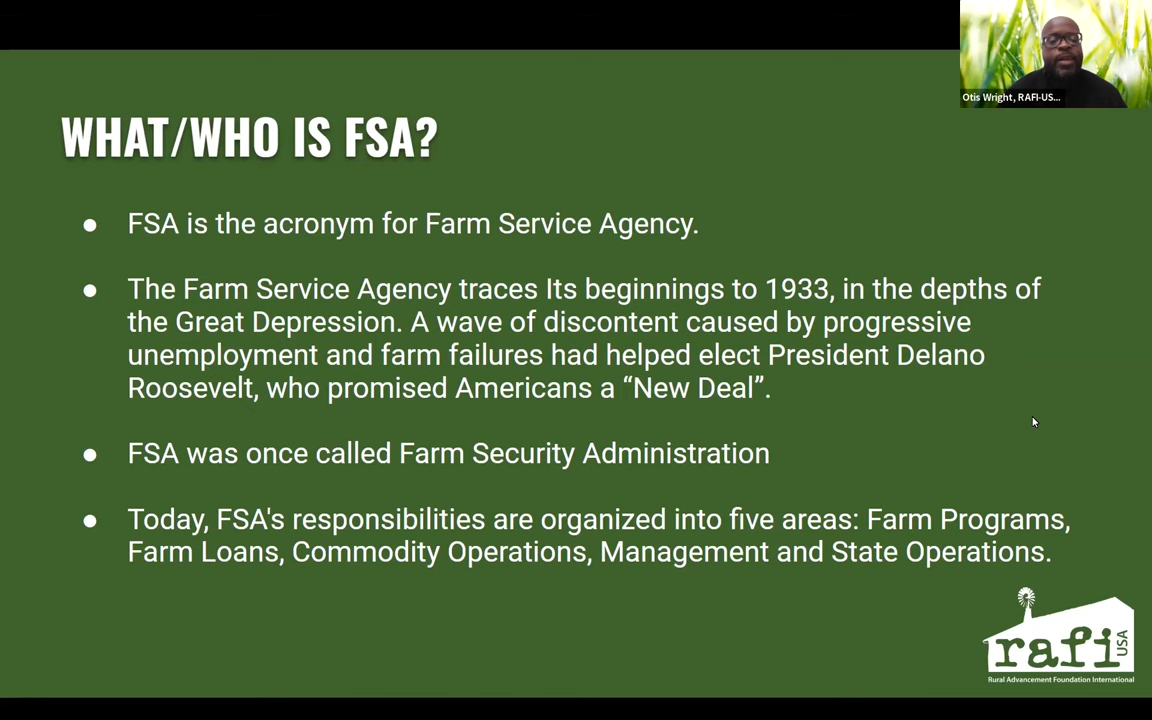 Otis Wright, RAFI-US...
WHAT/WHO IS FSA?
● FSA is the acronym for Farm Service Agency.
● The Farm Service Agency traces Its beginnings to 1933, in the depths of
the Great Depression. A wave of discontent caused by progressive
unemployment and farm failures had helped elect President Delano
Roosevelt, who promised Americans a “New Deal”.
● FSA was once called Farm Security Administration
● Today, FSA's responsibilities are organized into five areas: Farm Programs,
Farm Loans, Commodity Operations, Management and State Operations.
rafi USA
Rural Advancement Foundation International